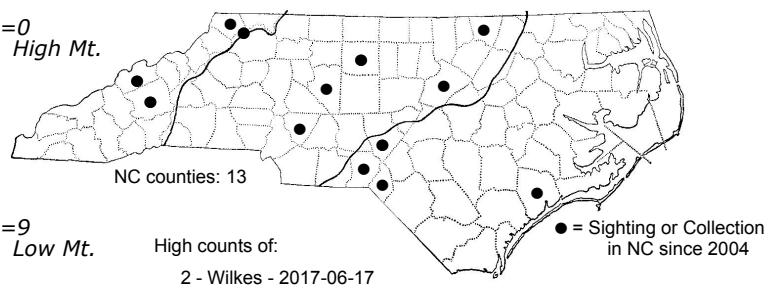 =0
High Mt.
NC counties: 13
=9
Low Mt.
High counts of:
2 - Wilkes - 2017-06-17
● = Sighting or Collection
in NC since 2004